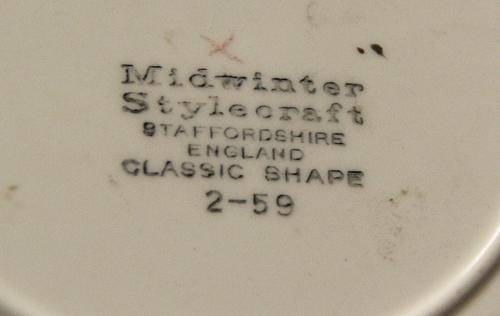 Midwinter
Stylecraft
STAFFORDSHIRE
ENGLAND
CLASSIC SHAPE
2-59